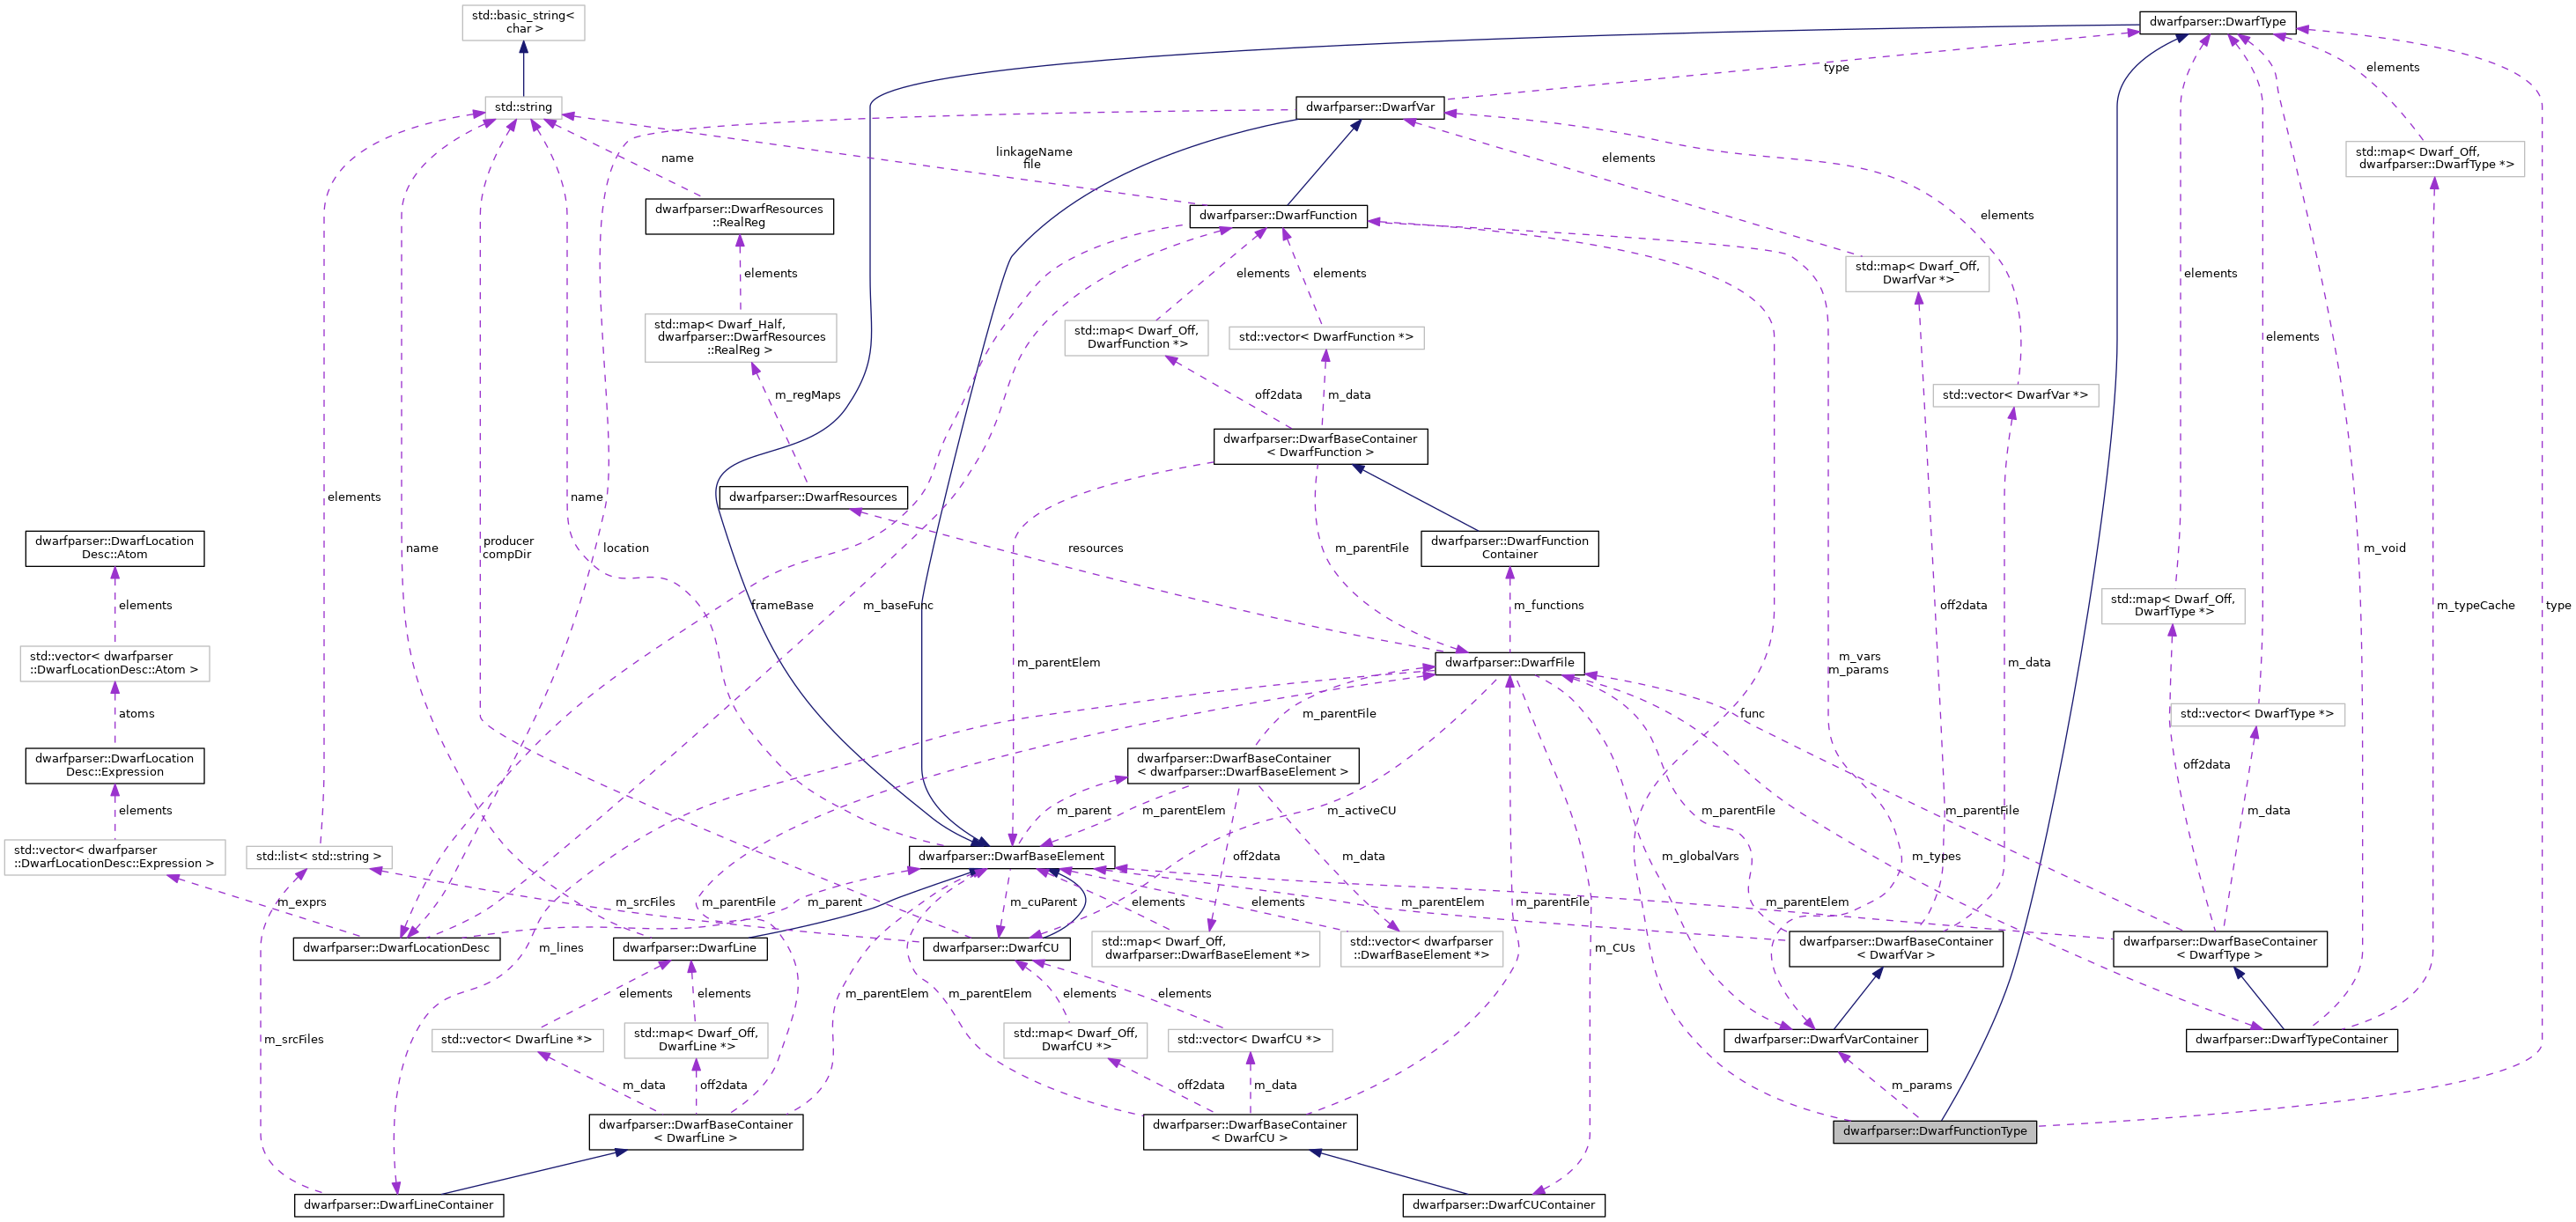 std::basic_string<
char >
dwarfparser::DwarfType
type
elements
std::string
dwarfparser::DwarfVar
linkageName
file
name
elements
std::map< Dwarf_Off,
dwarfparser::DwarfType *>
dwarfparser::DwarfResources
::RealReg
dwarfparser::DwarfFunction
elements
elements
elements
elements
std::map< Dwarf_Off,
DwarfVar *>
elements
std::map< Dwarf_Half,
dwarfparser::DwarfResources
::RealReg >
std::map< Dwarf_Off,
DwarfFunction *>
std::vector< DwarfFunction *>
elements
m_regMaps
off2data
m_data
std::vector< DwarfVar *>
dwarfparser::DwarfBaseContainer
< DwarfFunction >
elements
name
dwarfparser::DwarfResources
dwarfparser::DwarfLocation
Desc::Atom
name
producer
compDir
location
resources
m_parentFile
dwarfparser::DwarfFunction
Container
m_void
elements
frameBase
m_baseFunc
m_functions
off2data
std::map< Dwarf_Off,
DwarfType *>
m_typeCache
type
std::vector< dwarfparser
::DwarfLocationDesc::Atom >
m_parentElem
dwarfparser::DwarfFile
m_vars
m_params
m_data
atoms
m_parentFile
func
std::vector< DwarfType *>
dwarfparser::DwarfLocation
Desc::Expression
dwarfparser::DwarfBaseContainer
< dwarfparser::DwarfBaseElement >
off2data
elements
m_parent
m_parentElem
m_activeCU
m_parentFile
m_parentFile
m_data
std::vector< dwarfparser
::DwarfLocationDesc::Expression >
std::list< std::string >
dwarfparser::DwarfBaseElement
off2data
m_data
m_globalVars
m_types
m_exprs
m_srcFiles
m_parentFile
m_parent
m_cuParent
elements
elements
m_parentElem
m_parentFile
m_parentElem
dwarfparser::DwarfLocationDesc
dwarfparser::DwarfLine
dwarfparser::DwarfCU
std::map< Dwarf_Off,
dwarfparser::DwarfBaseElement *>
std::vector< dwarfparser
::DwarfBaseElement *>
m_CUs
dwarfparser::DwarfBaseContainer
< DwarfVar >
dwarfparser::DwarfBaseContainer
< DwarfType >
m_lines
elements
elements
m_parentElem
m_parentElem
elements
elements
m_srcFiles
std::vector< DwarfLine *>
std::map< Dwarf_Off,
DwarfLine *>
std::map< Dwarf_Off,
DwarfCU *>
std::vector< DwarfCU *>
dwarfparser::DwarfVarContainer
dwarfparser::DwarfTypeContainer
m_data
off2data
off2data
m_data
m_params
dwarfparser::DwarfBaseContainer
< DwarfLine >
dwarfparser::DwarfBaseContainer
< DwarfCU >
dwarfparser::DwarfFunctionType
dwarfparser::DwarfLineContainer
dwarfparser::DwarfCUContainer